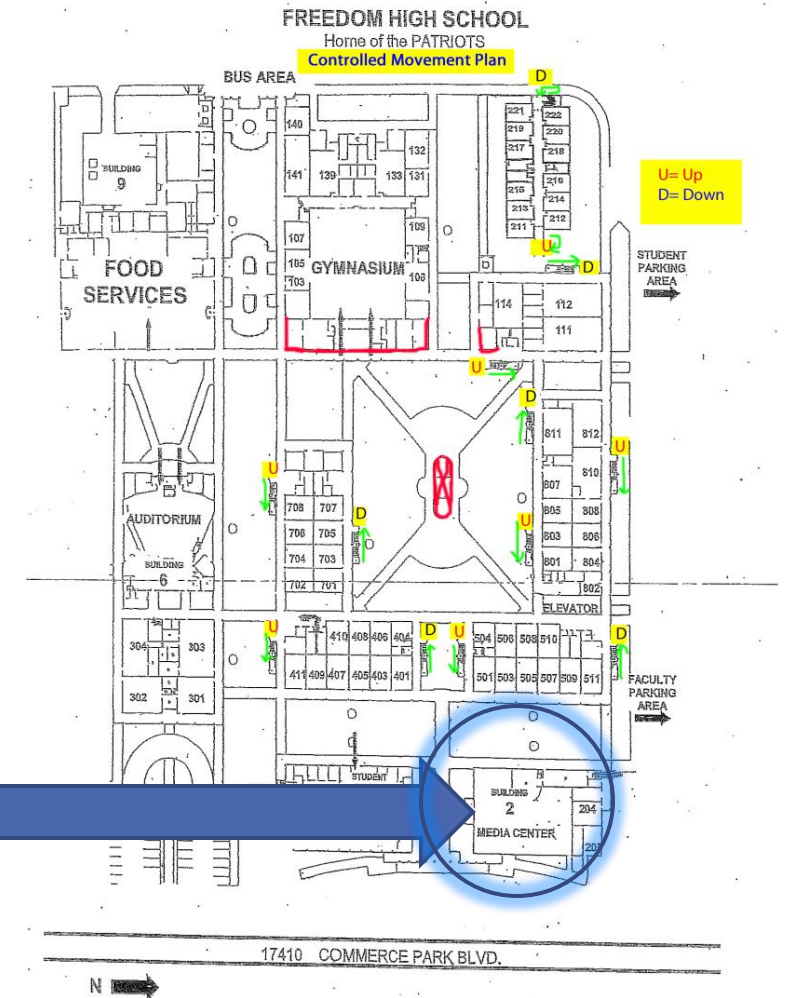 FREEDOM HIGH SCHOOL
Home of the PATRIOTS
Controlled Movement Plan
BUS AREA
D
U= Up
D= Down
140
221
222
219
220
217
218
BUILDING
9
132
141
139
133
131
216
215
214
213
212
211
109
107
U
D
105
GYMNASIUM
106
103
FOOD
SERVICES
STUDENT
PARKING
AREA
114
112
111
U
D
811
812
U
810
807
U
708
707
805
808
D
U
AUDITORIUM
706
705
803
806
704
703
801
804
BUILDING
6
702
701
802
ELEVATOR
U
D
U
D
304
303
410
408
406
404
504
506
508
510
411
409
407
405
403
401
501
503
505
507
509
511
302
301
FACULTY
PARKING
AREA
STUDENT
BUILDING
2
204
MEDIA CENTER
17410 COMMERCE PARK BLVD.
N